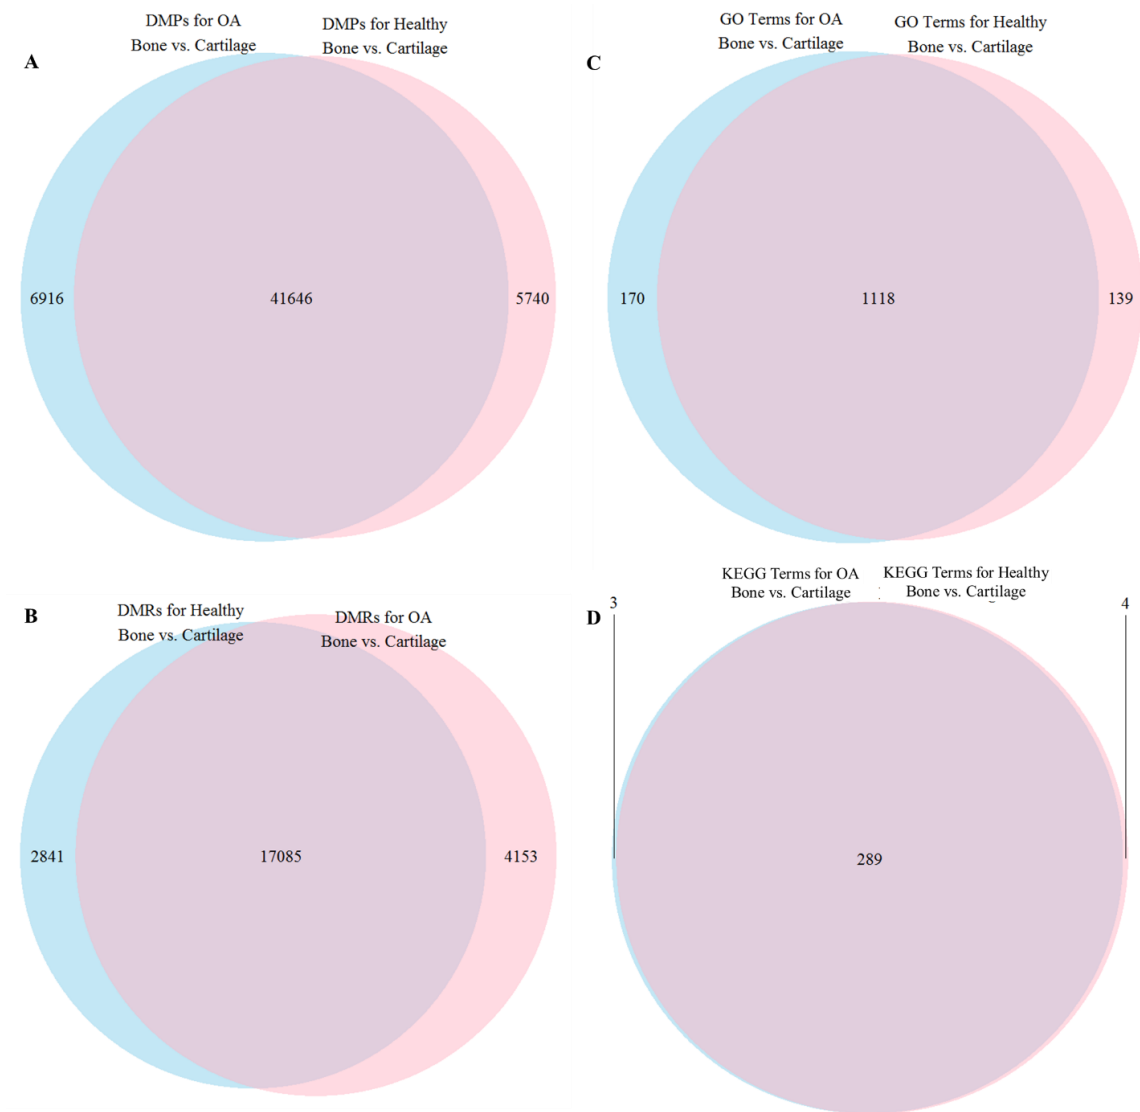 A
DMPs for OA
Bone vs. Cartilage
DMPs for Healthy
Bone vs. Cartilage
6916
41646
5740
B
DMRs for Healthy
Bone vs. Cartilage
DMRs for OA
Bone vs. Cartilage
2841
17085
4153
C
GO Terms for OA
Bone vs. Cartilage
GO Terms for Healthy
Bone vs. Cartilage
170
1118
139
D
KEGG Terms for OA
Bone vs. Cartilage
KEGG Terms for Healthy
Bone vs. Cartilage
3
289
4